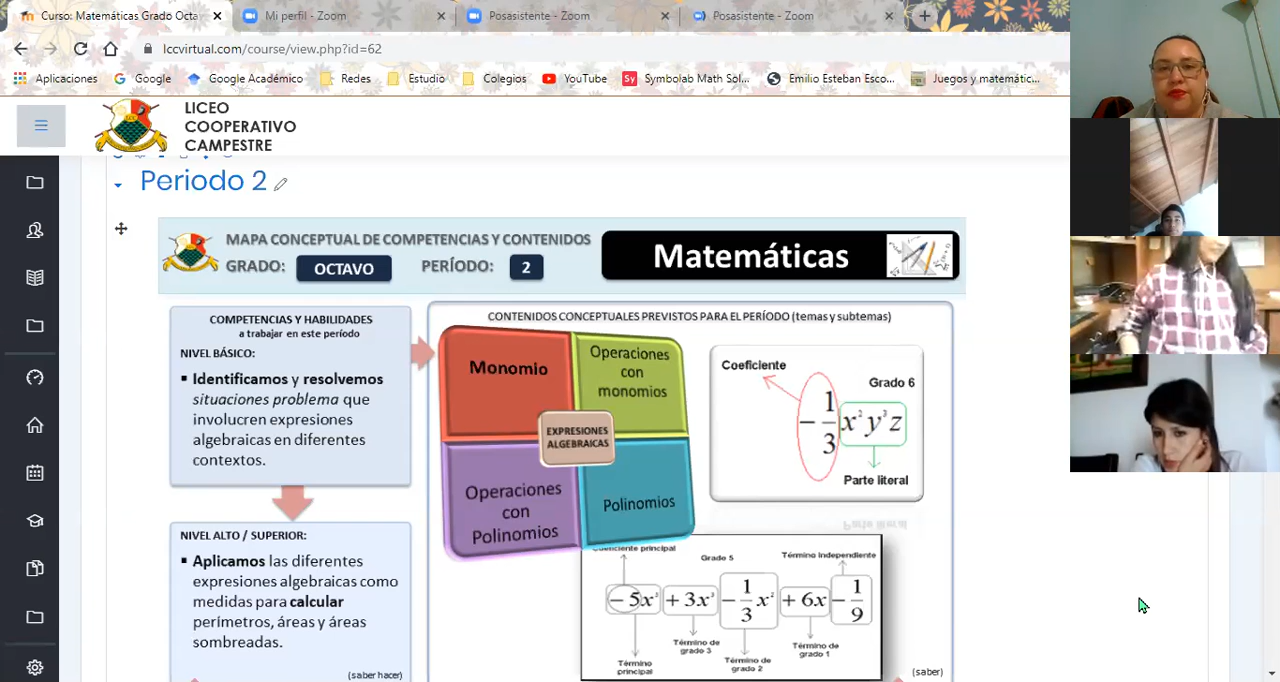 Curso: Matemáticas Grado Octa
Mi perfil - Zoom
Posasistente - Zoom
Posasistente - Zoom
lccvirtual.com/course/view.php?id=62
Aplicaciones
Google
Google Académico
Redes
Estudio
Colegios
YouTube
Symbolab Math Sol...
Emilio Esteban Esco...
Juegos y matemátic...
LICEO
COOPERATIVO
CAMPESTRE
Periodo 2
MAPA CONCEPTUAL DE COMPETENCIAS Y CONTENIDOS
GRADO: OCTAVO PERÍODO: 2
Matemáticas
COMPETENCIAS Y HABILIDADES
a trabajar en este período
NIVEL BÁSICO:
▪ Identificamos y resolvemos
situaciones problema que
involucren expresiones
algebraicas en diferentes
contextos.
NIVEL ALTO / SUPERIOR:
▪ Aplicamos las diferentes
expresiones algebraicas como
medidas para calcular
perímetros, áreas y áreas
sombreadas.
(saber hacer)
CONTENIDOS CONCEPTUALES PREVISTOS PARA EL PERÍODO (temas y subtemas)
Monomio
Operaciones
con
monomios
EXPRESIONES
ALGEBRAICAS
Operaciones
con
Polinomios
Polinomios
Coeficiente
Grado 6
-1/3 x²y³z
Parte literal
Coeficiente principal
Grado 5
Término independiente
-5x⁵ +3x³ -1/3 x² +6x -1/9
Término
principal
Término de
grado 3
Término de
grado 2
Término de
grado 1
(saber)